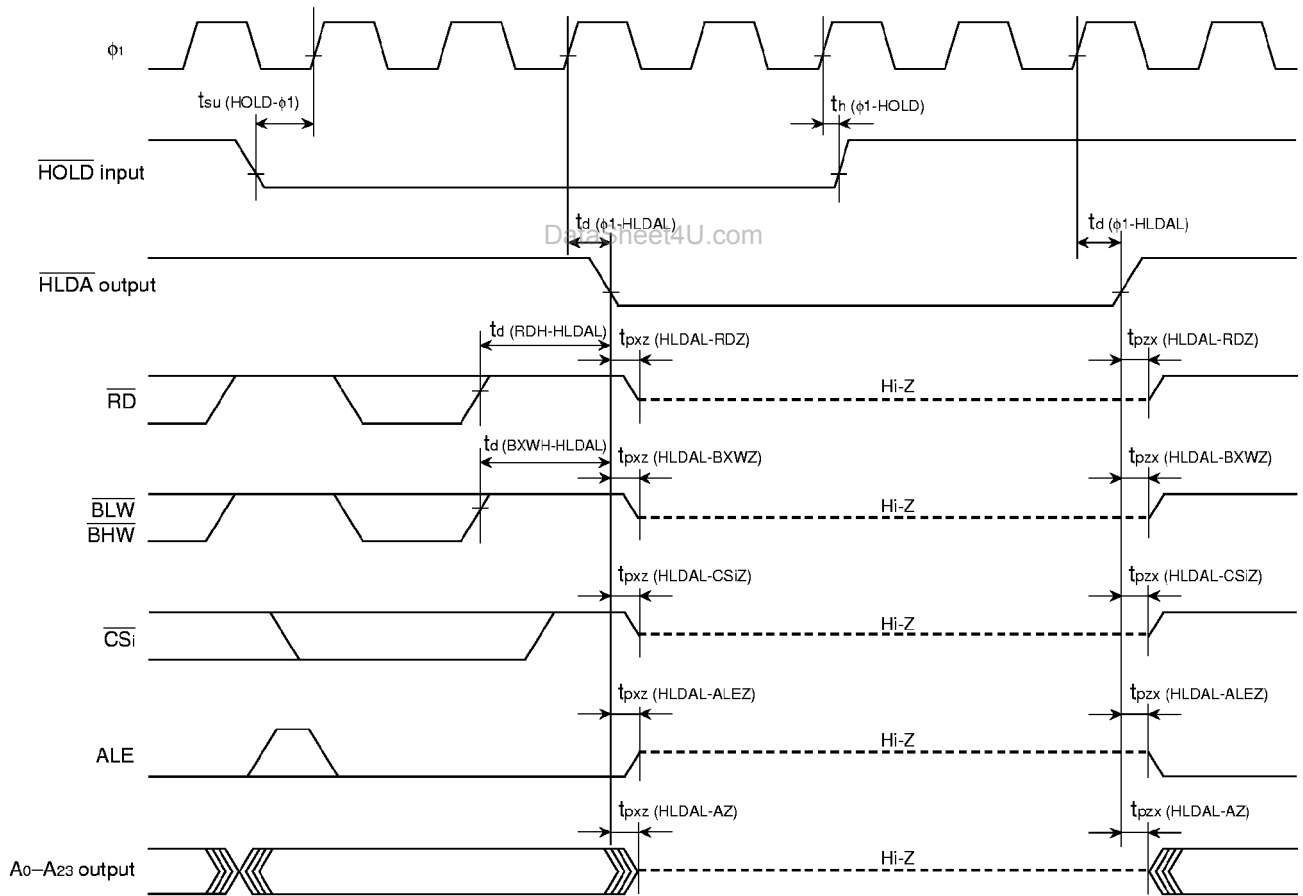 ϕ1
tsu (HOLD-ϕ1)
th (ϕ1-HOLD)
HOLD input
td (ϕ1-HLDAL)
td (ϕ1-HLDAL)
DataSheet4U.com
HLDA output
td (RDH-HLDAL)
tpxz (HLDAL-RDZ)
tpzx (HLDAL-RDZ)
RD
Hi-Z
td (BXWH-HLDAL)
tpxz (HLDAL-BXWZ)
tpzx (HLDAL-BXWZ)
BLW
BHW
Hi-Z
tpxz (HLDAL-CSiZ)
tpzx (HLDAL-CSiZ)
CSi
Hi-Z
tpxz (HLDAL-ALEZ)
tpzx (HLDAL-ALEZ)
ALE
Hi-Z
tpxz (HLDAL-AZ)
tpzx (HLDAL-AZ)
A0–A23 output
Hi-Z